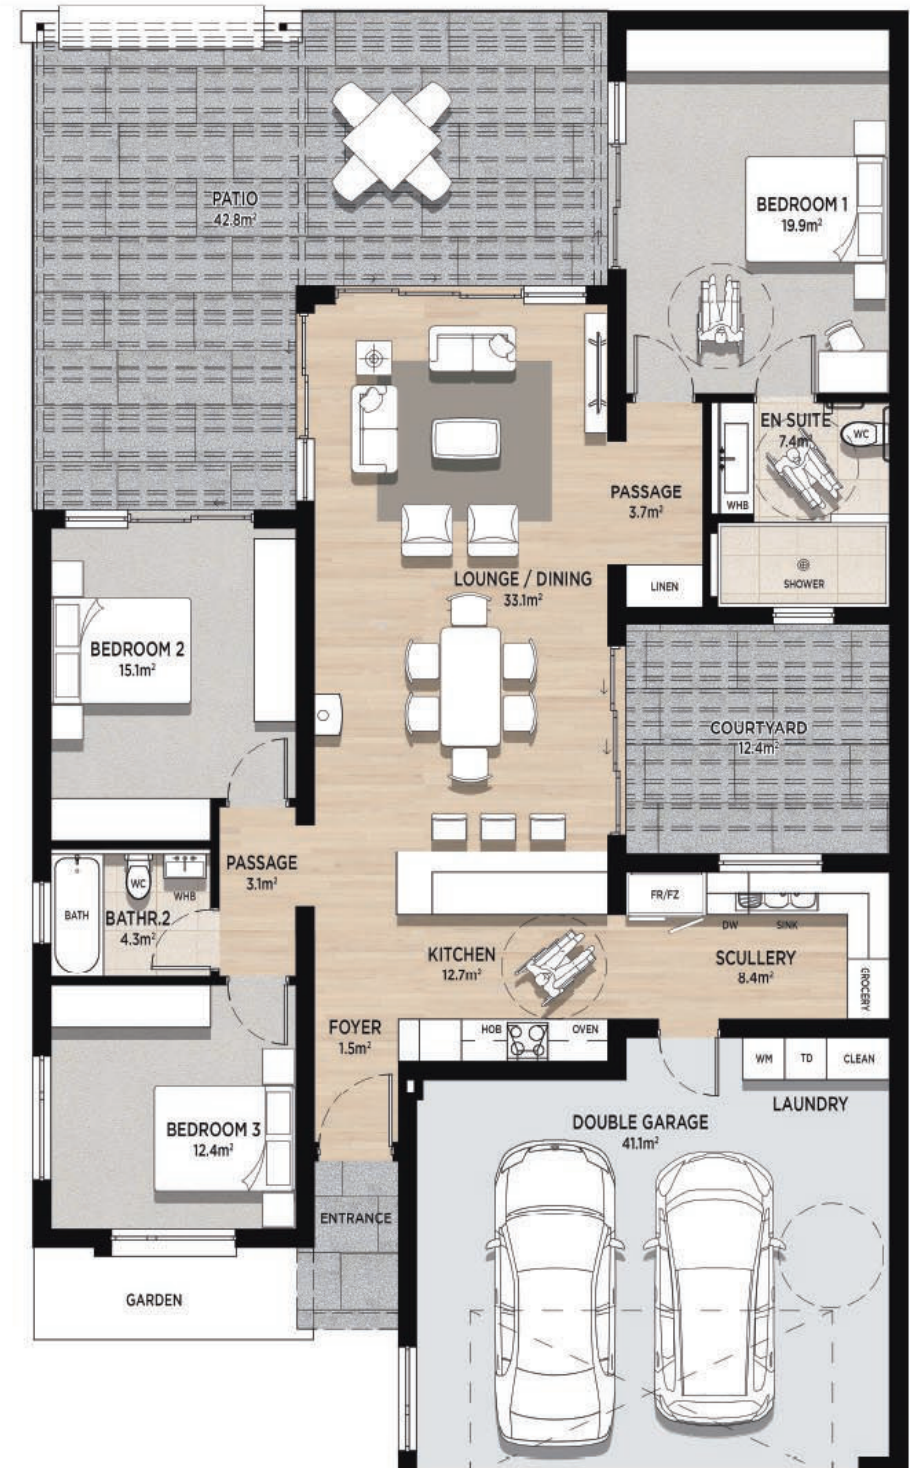 PATIO
42.8m²
BEDROOM 1
19.9m²
EN SUITE
7.4m²
WC
WHB
PASSAGE
3.7m²
LINEN
SHOWER
LOUNGE / DINING
33.1m²
BEDROOM 2
15.1m²
COURTYARD
12.4m²
PASSAGE
3.1m²
BATH
WC
WHB
BATHR.2
4.3m²
FR/FZ
DW
SINK
KITCHEN
12.7m²
SCULLERY
8.4m²
GROCERY
FOYER
1.5m²
HOB
OVEN
WM
TD
CLEAN
LAUNDRY
DOUBLE GARAGE
41.1m²
BEDROOM 3
12.4m²
ENTRANCE
GARDEN